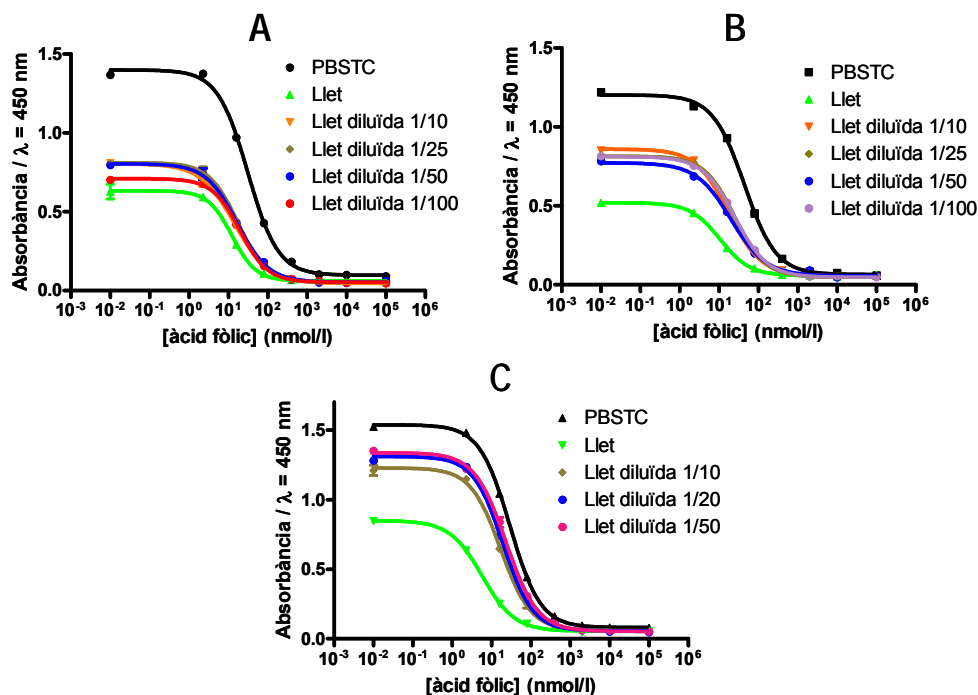 A
Absorbància / λ = 450 nm
1.5
1.0
0.5
0.0
10⁻³ 10⁻² 10⁻¹ 10⁰ 10¹ 10² 10³ 10⁴ 10⁵ 10⁶
[àcid fòlic] (nmol/l)
PBSTC
Llet
Llet diluïda 1/10
Llet diluïda 1/25
Llet diluïda 1/50
Llet diluïda 1/100
B
Absorbància / λ = 450 nm
1.5
1.0
0.5
0.0
10⁻³ 10⁻² 10⁻¹ 10⁰ 10¹ 10² 10³ 10⁴ 10⁵ 10⁶
[àcid fòlic] (nmol/l)
PBSTC
Llet
Llet diluïda 1/10
Llet diluïda 1/25
Llet diluïda 1/50
Llet diluïda 1/100
C
Absorbància / λ = 450 nm
1.5
1.0
0.5
0.0
10⁻³ 10⁻² 10⁻¹ 10⁰ 10¹ 10² 10³ 10⁴ 10⁵ 10⁶
[àcid fòlic] (nmol/l)
PBSTC
Llet
Llet diluïda 1/10
Llet diluïda 1/20
Llet diluïda 1/50